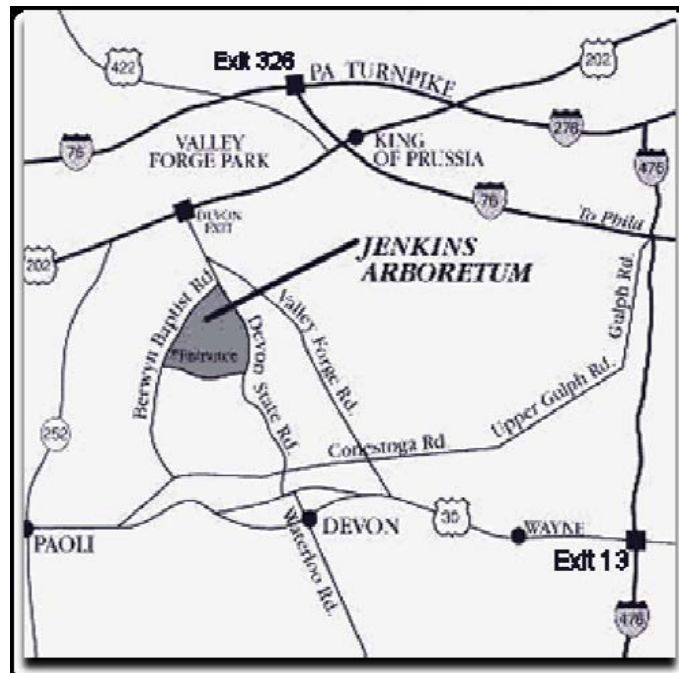 422
Exit 326
PA TURNPIKE
202
76
VALLEY
FORGE PARK
KING
OF PRUSSIA
276
476
76
To Phila
DEVON
EXIT
202
JENKINS
ARBORETUM
Berwyn Baptist Rd.
Valley Forge Rd.
Gulph Rd.
*Entrance
Devon State Rd.
Upper Gulph Rd.
252
Conestoga Rd.
PAOLI
Waterloo Rd.
DEVON
30
WAYNE
Exit 13
476